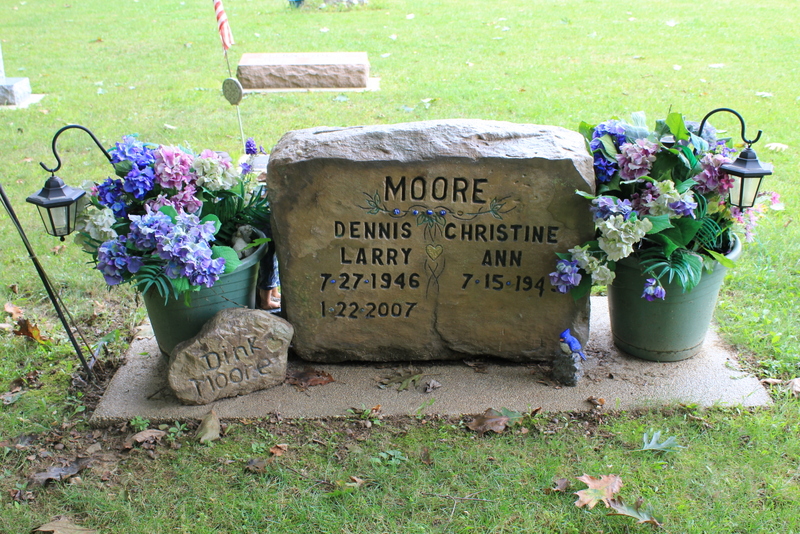 MOORE
DENNIS CHRISTINE
LARRY ANN
7·27·1946 7·15·194
1·22·2007
Dink
Moore